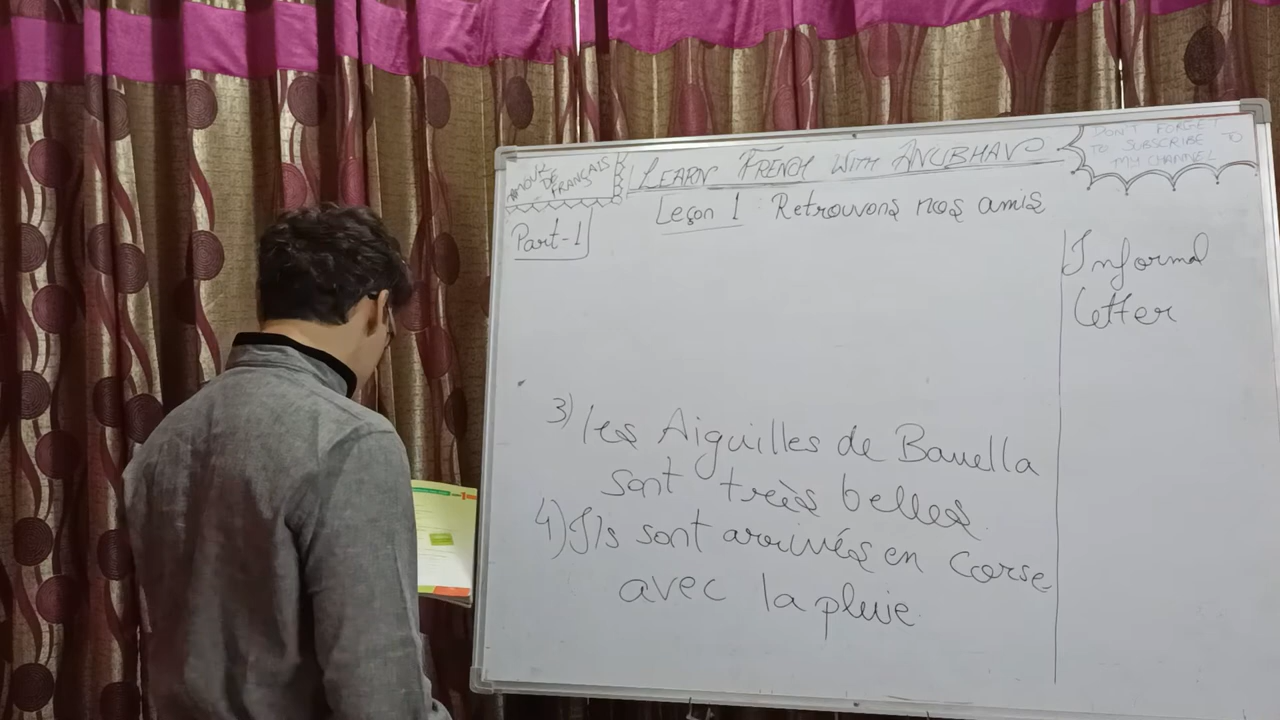 DE
FRANÇAIS
LEARN FRENCH WITH ANUBHAV
DON'T FORGET
TO SUBSCRIBE TO
MY CHANNEL
Part-1
Leçon 1 Retrouvons nos amis
Informal
Letter
3) les Aiguilles de Bauella
sont très belles
4) Ils sont arrivés en Corse
avec la pluie